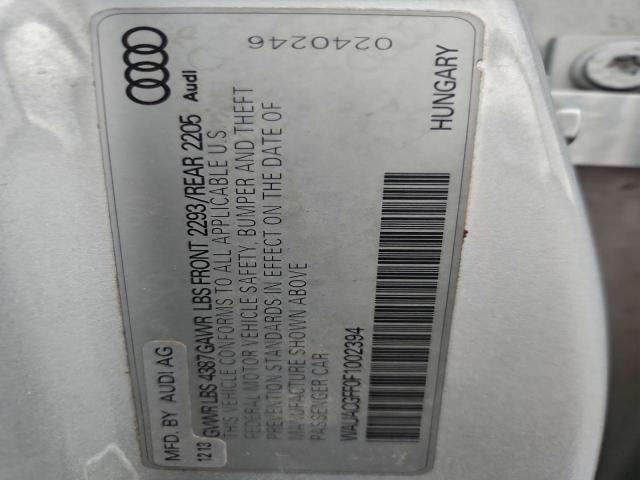 MFD. BY AUDI AG
12 13 GVWR LBS 4387 GAWR LBS FRONT 2293/REAR 2205 Audi
THIS VEHICLE CONFORMS TO ALL APPLICABLE U.S.
FEDERAL MOTOR VEHICLE SAFETY, BUMPER AND THEFT
PREVENTION STANDARDS IN EFFECT ON THE DATE OF
MANUFACTURE SHOWN ABOVE
PASSENGER CAR
0240246
WAUACGFF0F1002394
HUNGARY